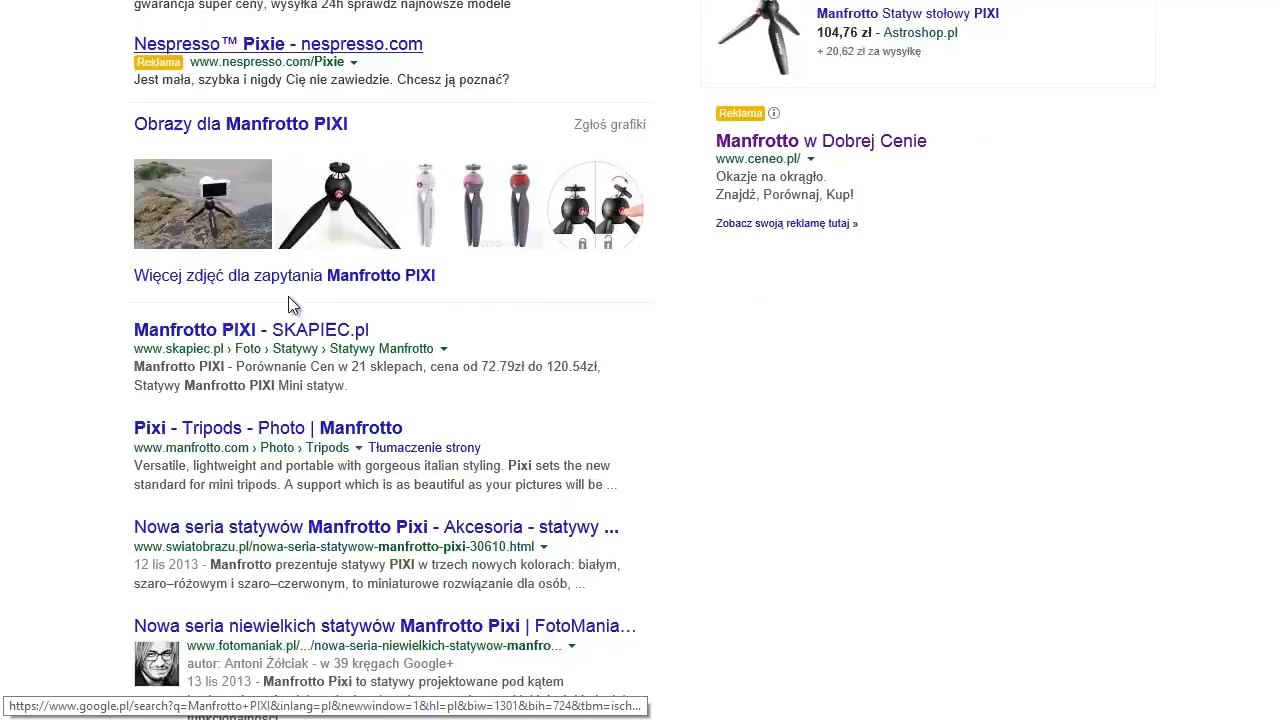 gwarancja super ceny, wysyłka 24h sprawdź najnowsze modele
Nespresso™ Pixie - nespresso.com
Reklama www.nespresso.com/Pixie
Jest mała, szybka i nigdy Cię nie zawiedzie. Chcesz ją poznać?
Obrazy dla Manfrotto PIXI
Zgłoś grafiki
Więcej zdjęć dla zapytania Manfrotto PIXI
Manfrotto PIXI - SKAPIEC.pl
www.skapiec.pl › Foto › Statywy › Statywy Manfrotto
Manfrotto PIXI - Porównanie Cen w 21 sklepach, cena od 72.79zł do 120.54zł,
Statywy Manfrotto PIXI Mini statyw.
Pixi - Tripods - Photo | Manfrotto
www.manfrotto.com › Photo › Tripods Tłumaczenie strony
Versatile, lightweight and portable with gorgeous italian styling. Pixi sets the new
standard for mini tripods. A support which is as beautiful as your pictures will be ...
Nowa seria statywów Manfrotto Pixi - Akcesoria - statywy ...
www.swiatobrazu.pl/nowa-seria-statywow-manfrotto-pixi-30610.html
12 lis 2013 - Manfrotto prezentuje statywy PIXI w trzech nowych kolorach: białym,
szaro–różowym i szaro–czerwonym, to miniaturowe rozwiązanie dla osób, ...
Nowa seria niewielkich statywów Manfrotto Pixi | FotoMania...
www.fotomaniak.pl/.../nowa-seria-niewielkich-statywow-manfro...
autor: Antoni Żółciak - w 39 kręgach Google+
13 lis 2013 - Manfrotto Pixi to statywy projektowane pod kątem
https://www.google.pl/search?q=Manfrotto+PIXI&inlang=pl&newwindow=1&hl=pl&biw=1301&bih=724&tbm=isch...
Manfrotto Statyw stołowy PIXI
104,76 zł - Astroshop.pl
+ 20,62 zł za wysyłkę
Reklama
Manfrotto w Dobrej Cenie
www.ceneo.pl/
Okazje na okrągło.
Znajdź, Porównaj, Kup!
Zobacz swoją reklamę tutaj »